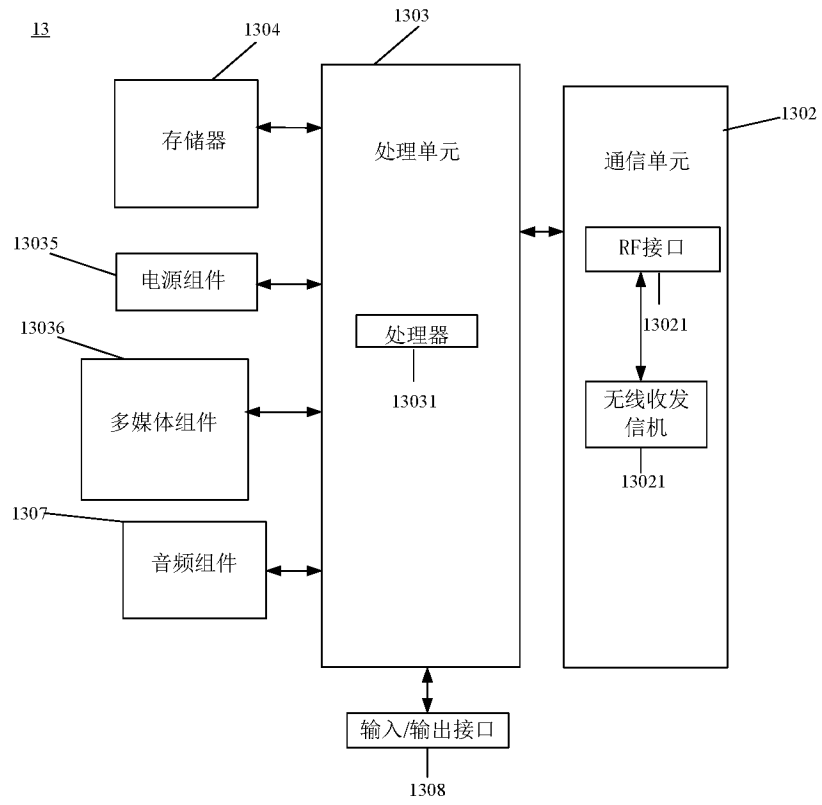 13
1304
1303
存储器
处理单元
1302
通信单元
13035
电源组件
RF接口
13021
处理器
13031
13036
多媒体组件
无线收发
信机
13021
1307
音频组件
输入/输出接口
1308